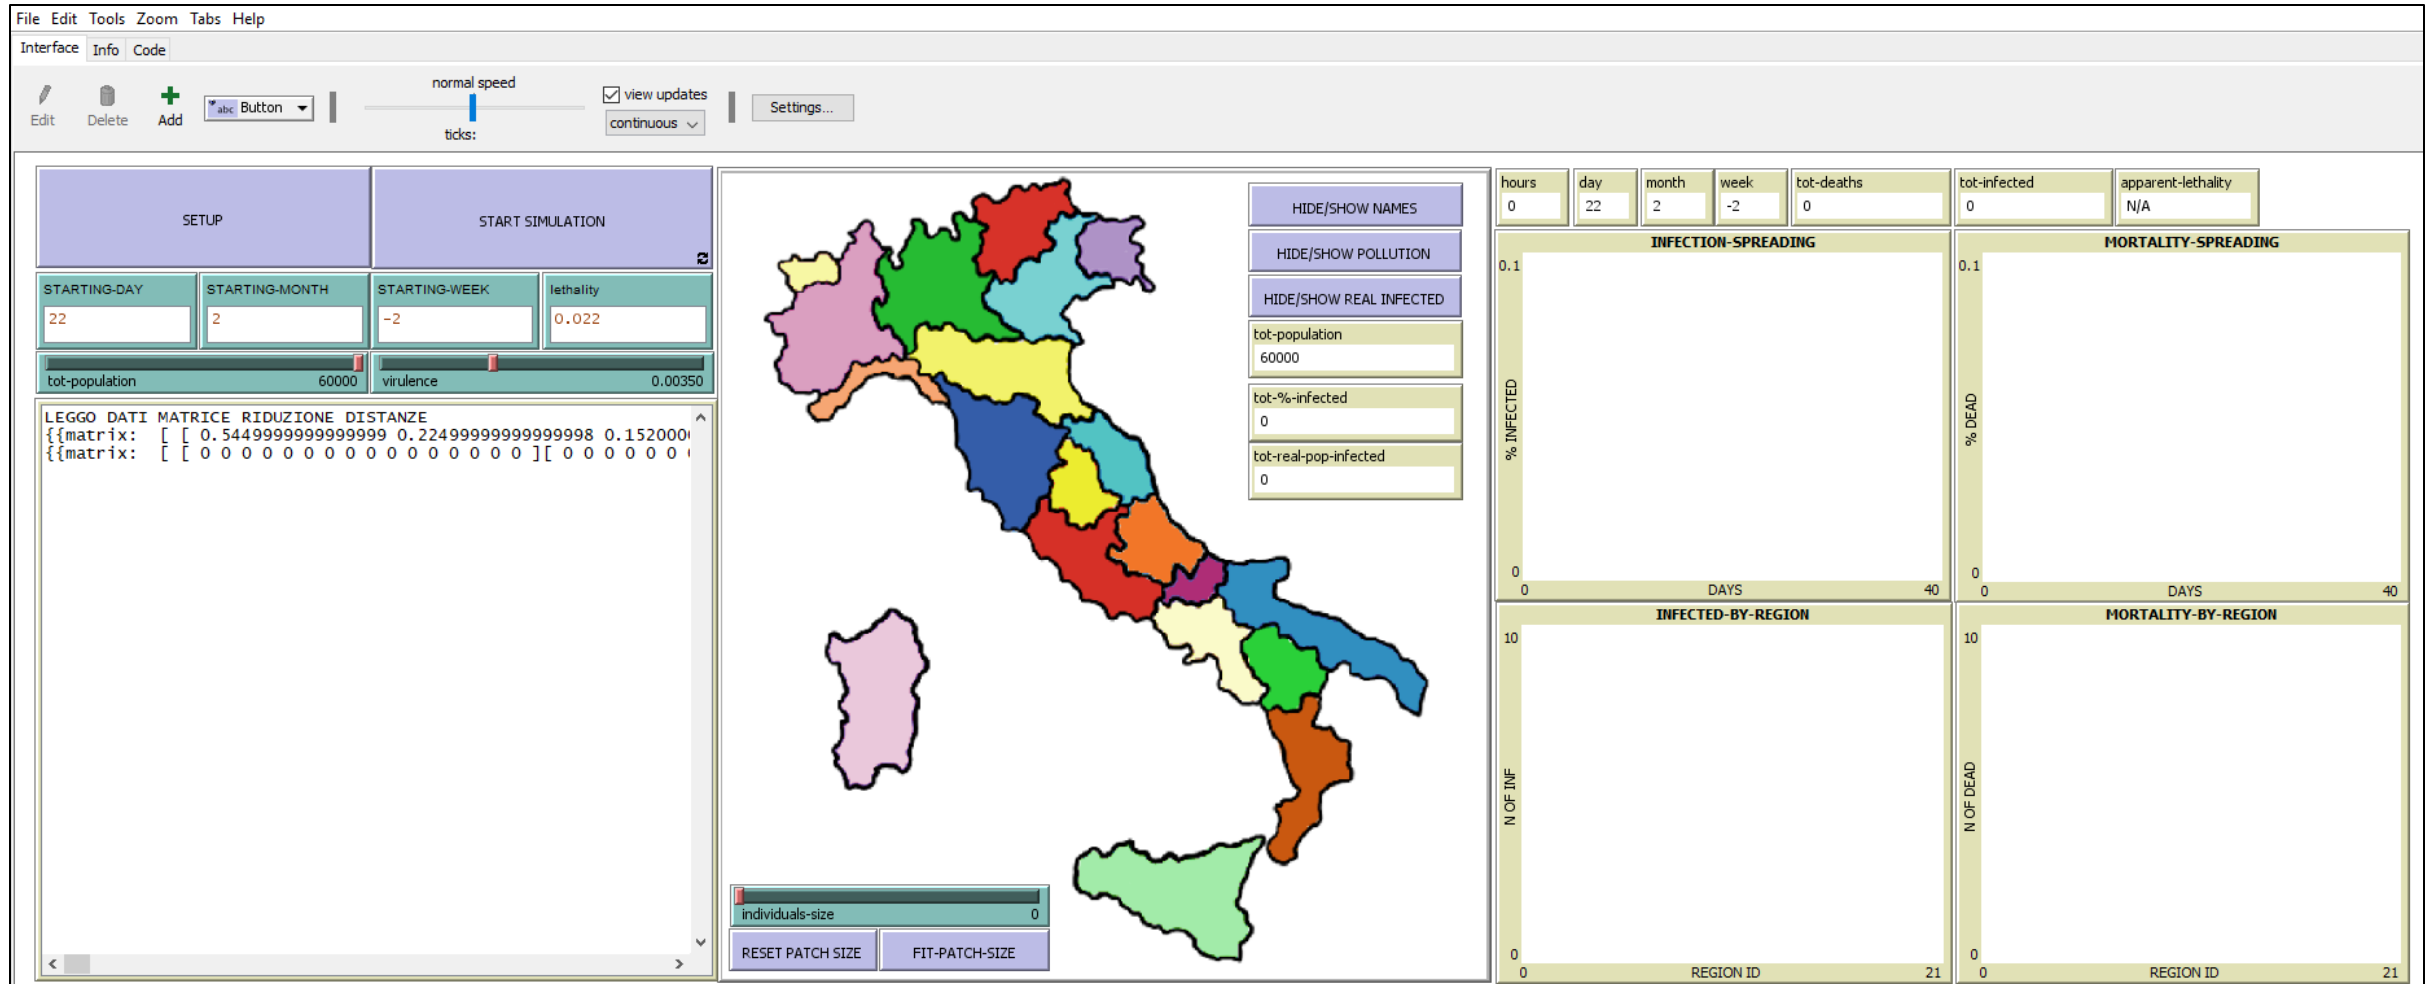 File Edit Tools Zoom Tabs Help
Interface Info Code
Edit Delete Add abc Button normal speed ticks: view updates continuous Settings...
SETUP
START SIMULATION
STARTING-DAY
22
STARTING-MONTH
2
STARTING-WEEK
-2
lethality
0.022
tot-population 60000
virulence 0.00350
LEGGO DATI MATRICE RIDUZIONE DISTANZE
{{matrix: [ [ 0.5449999999999999 0.22499999999999998 0.152000
{{matrix: [ [ 0 0 0 0 0 0 0 0 0 0 0 0 0 0 0 0 ][ 0 0 0 0 0 0
HIDE/SHOW NAMES
HIDE/SHOW POLLUTION
HIDE/SHOW REAL INFECTED
tot-population
60000
tot-%-infected
0
tot-real-pop-infected
0
individuals-size 0
RESET PATCH SIZE
FIT-PATCH-SIZE
hours
0
day
22
month
2
week
-2
tot-deaths
0
tot-infected
0
apparent-lethality
N/A
INFECTION-SPREADING
0.1
% INFECTED
0
0 DAYS 40
MORTALITY-SPREADING
0.1
% DEAD
0
0 DAYS 40
INFECTED-BY-REGION
10
N OF INF
0
0 REGION ID 21
MORTALITY-BY-REGION
10
N OF DEAD
0
0 REGION ID 21